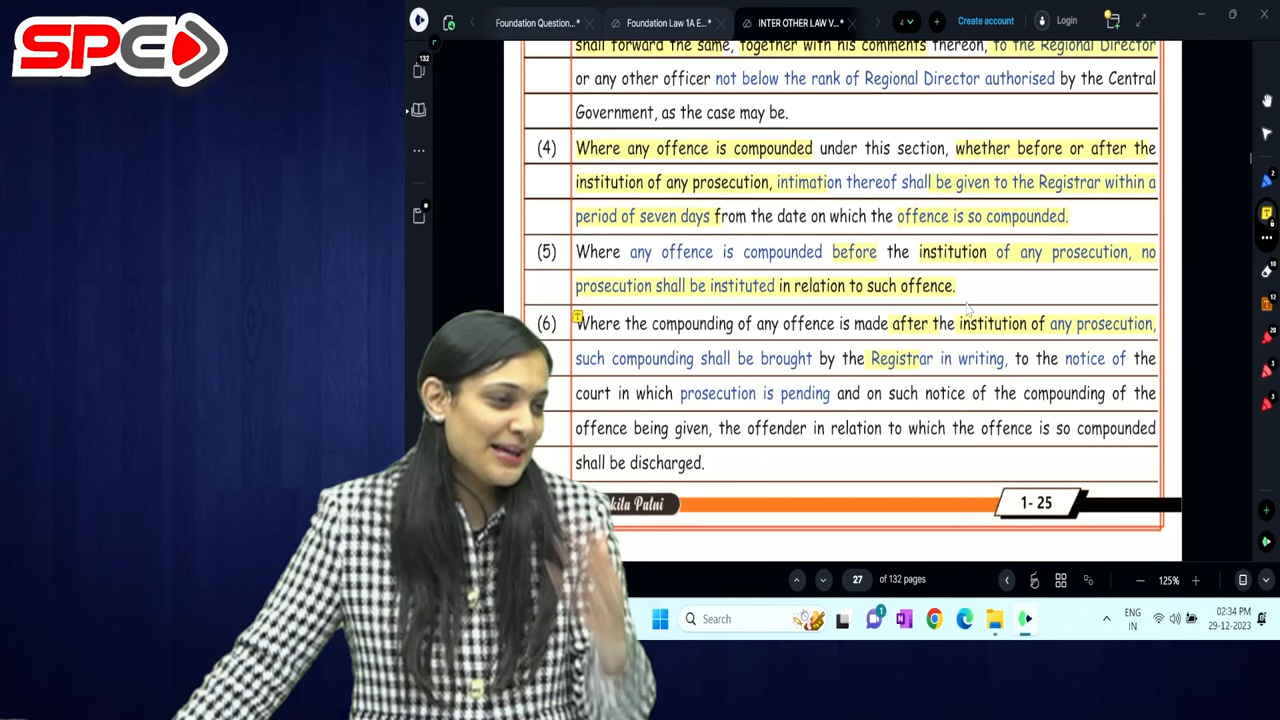 SPC
Foundation Question...*
Foundation Law 1A E...*
INTER OTHER LAW V...*
4
Create account
Login
132
shall forward the same, together with his comments thereon, to the Regional Director
or any other officer not below the rank of Regional Director authorised by the Central
Government, as the case may be.
(4) Where any offence is compounded under this section, whether before or after the
institution of any prosecution, intimation thereof shall be given to the Registrar within a
period of seven days from the date on which the offence is so compounded.
(5) Where any offence is compounded before the institution of any prosecution, no
prosecution shall be instituted in relation to such offence.
(6) Where the compounding of any offence is made after the institution of any prosecution,
such compounding shall be brought by the Registrar in writing, to the notice of the
court in which prosecution is pending and on such notice of the compounding of the
offence being given, the offender in relation to which the offence is so compounded
shall be discharged.
1- 25
27 of 132 pages
125%
Search
ENG
IN
02:34 PM
29-12-2023